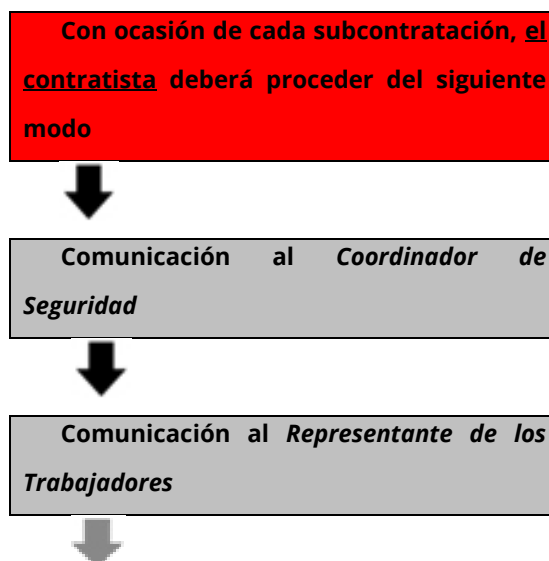 Con ocasión de cada subcontratación, el
contratista deberá proceder del siguiente
modo
Comunicación al Coordinador de
Seguridad
Comunicación al Representante de los
Trabajadores